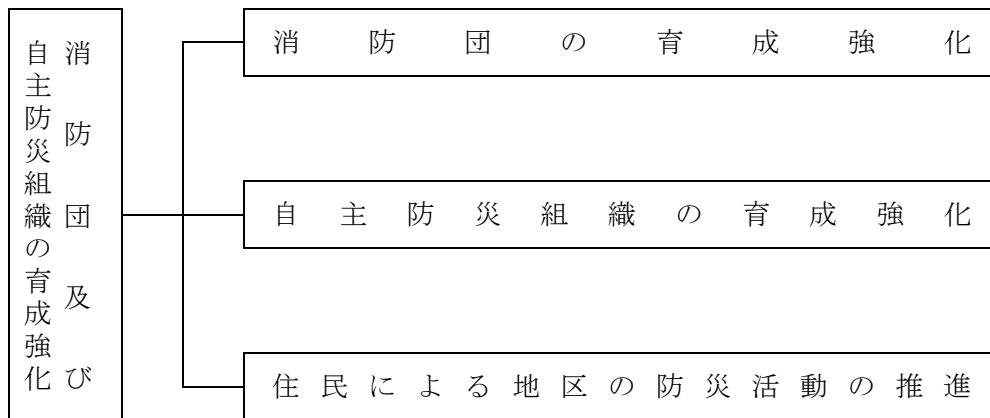 消防団及び
自主防災組織の育成強化
消防団の育成強化
自主防災組織の育成強化
住民による地区の防災活動の推進